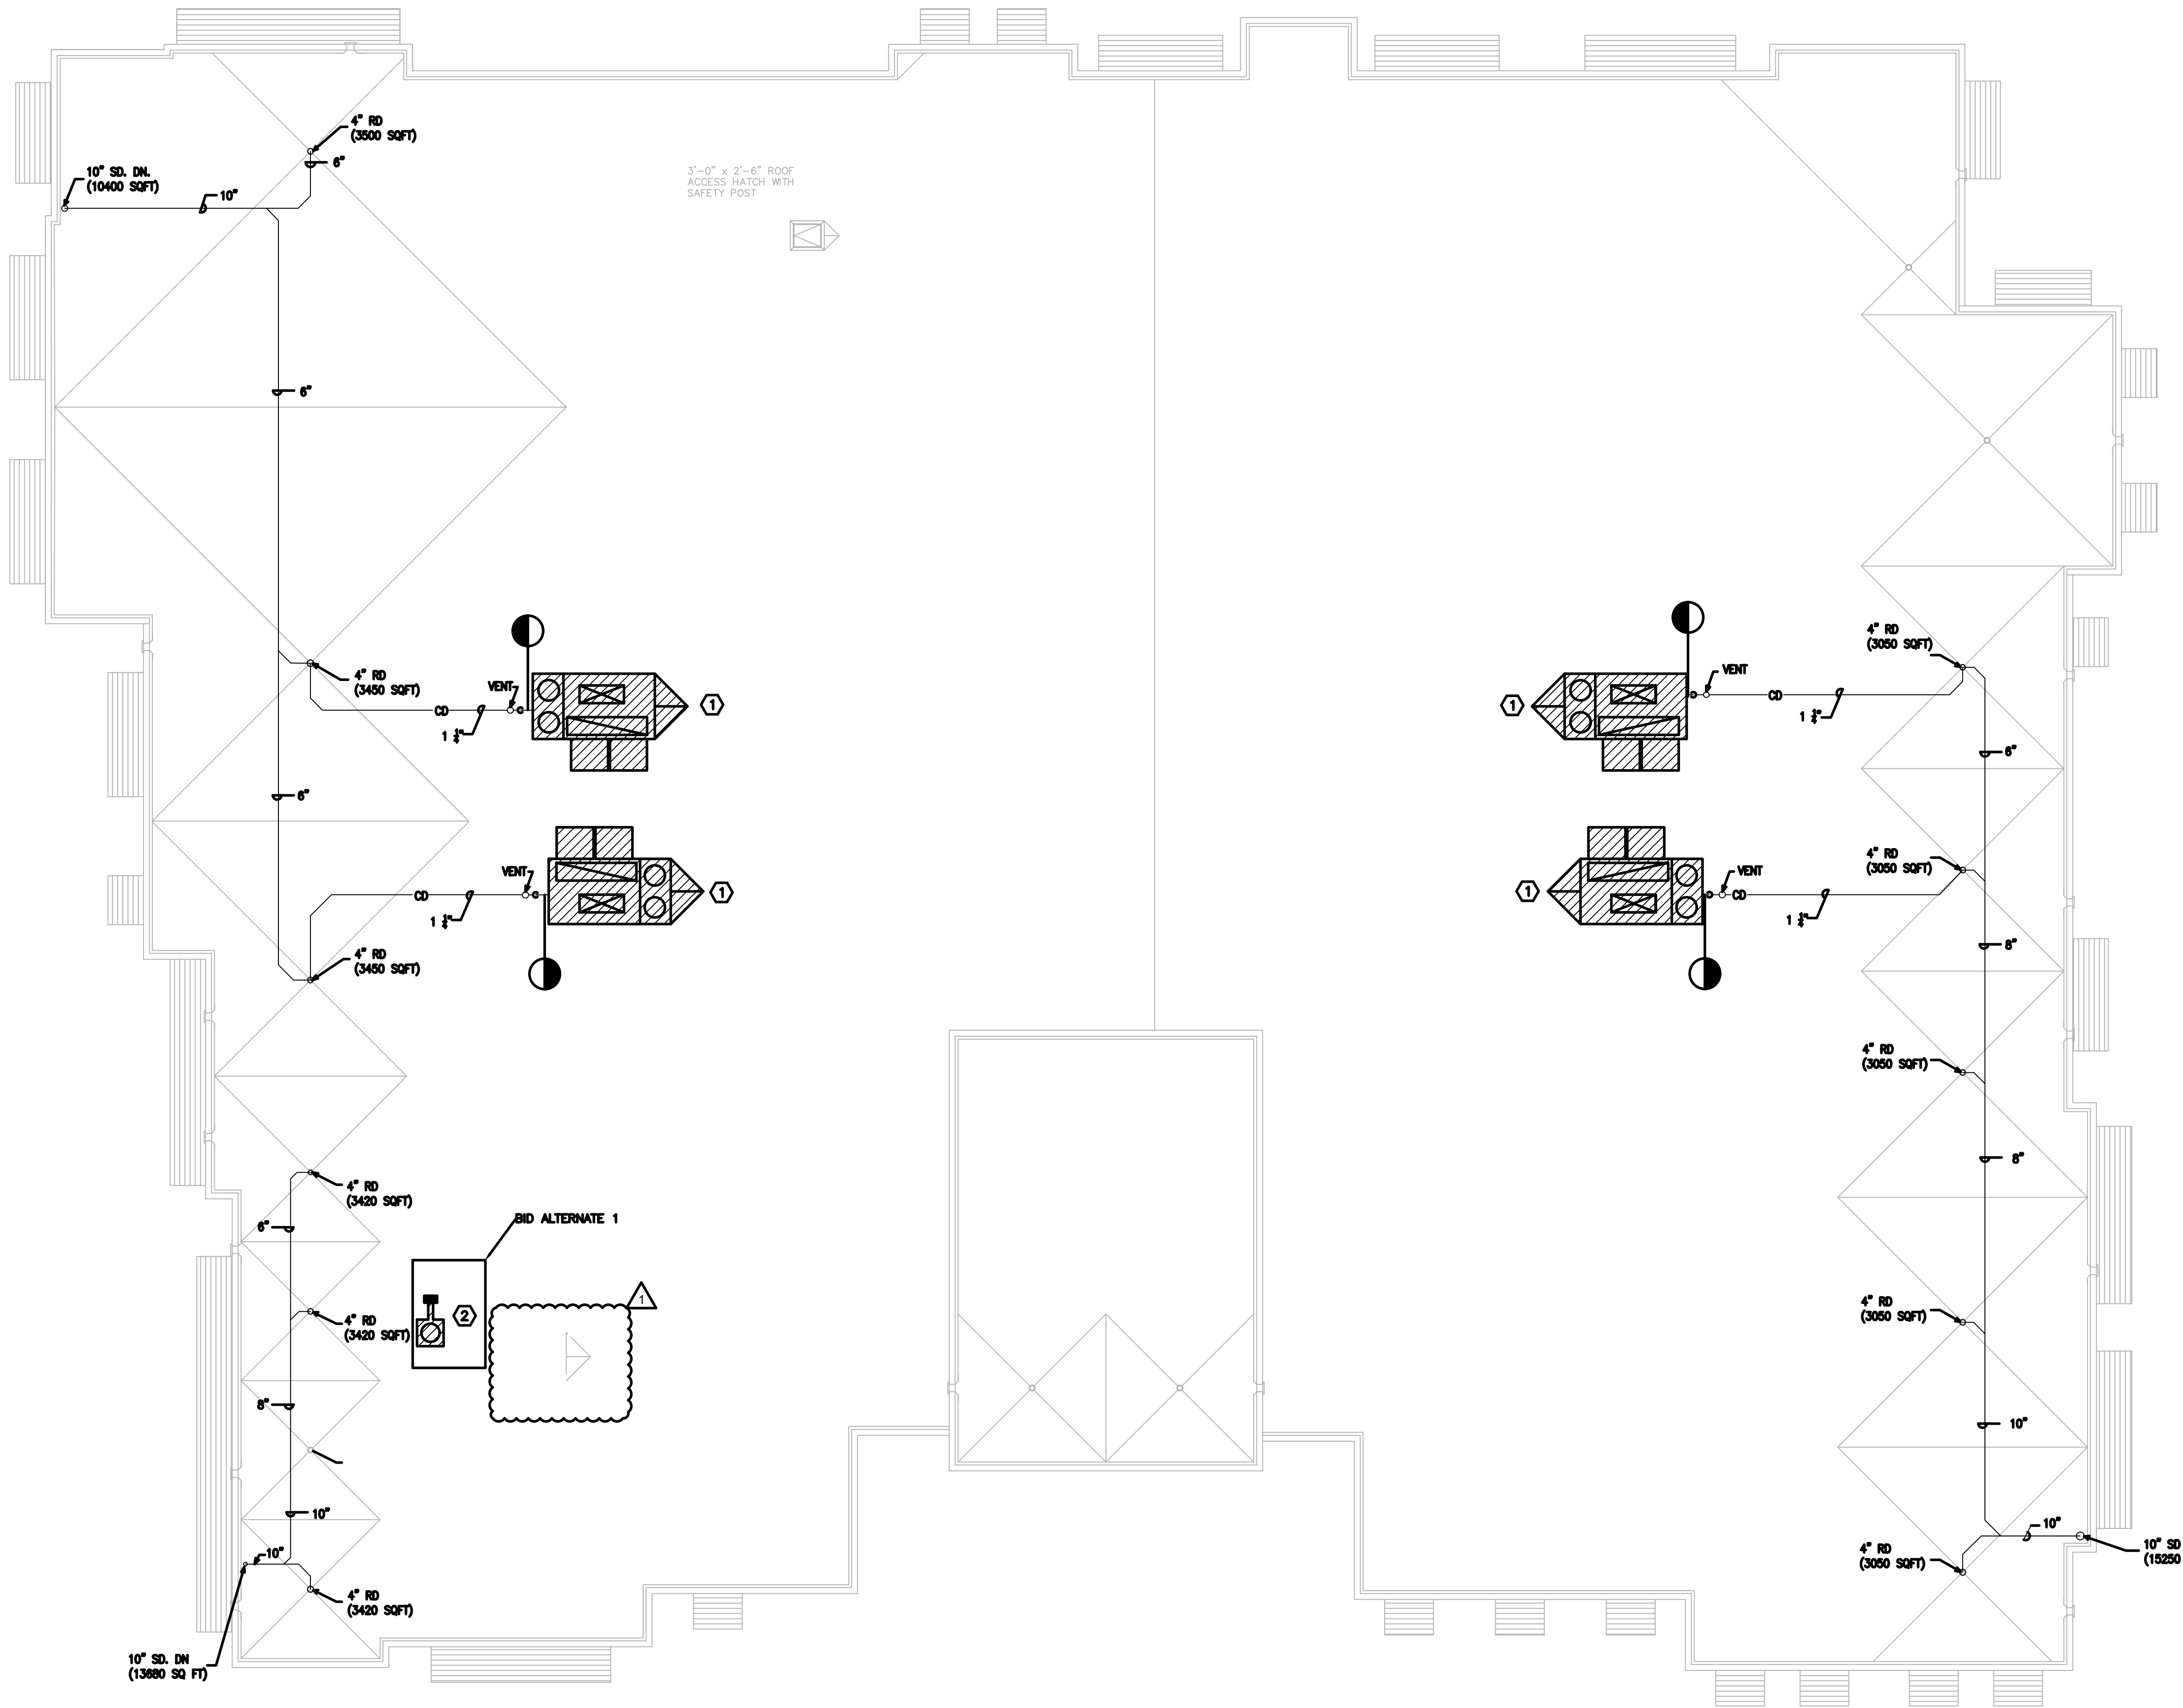 4" RD
(3500 SQFT)
6"
10" SD. DN.
(10400 SQFT)
10"
3'-0" x 2'-6" ROOF
ACCESS HATCH WITH
SAFETY POST
6"
4" RD
(3450 SQFT)
VENT
CD
C
1 1/4"
1
6"
VENT
CD
C
1 1/4"
1
4" RD
(3450 SQFT)
4" RD
(3420 SQFT)
6"
BID ALTERNATE 1
2
1
4" RD
(3420 SQFT)
8"
10"
10"
4" RD
(3420 SQFT)
10" SD. DN
(13680 SQ FT)
4" RD
(3050 SQFT)
VENT
CD
1 1/4"
1
6"
4" RD
(3050 SQFT)
VENT
CD
1 1/4"
1
8"
4" RD
(3050 SQFT)
8"
4" RD
(3050 SQFT)
10"
10"
4" RD
(3050 SQFT)
10" SD
(15250